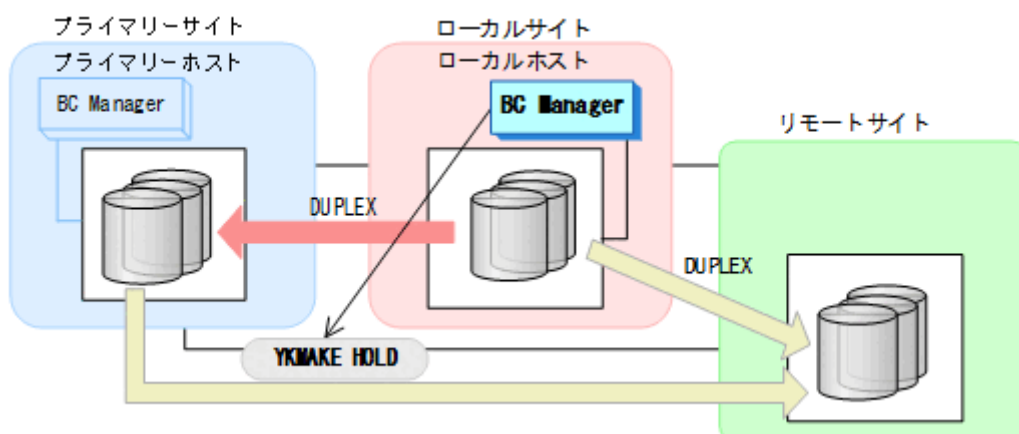 プライマリーサイト
プライマリーホスト
BC Manager
ローカルサイト
ローカルホスト
BC Manager
リモートサイト
DUPLEX
DUPLEX
YKMAKE HOLD